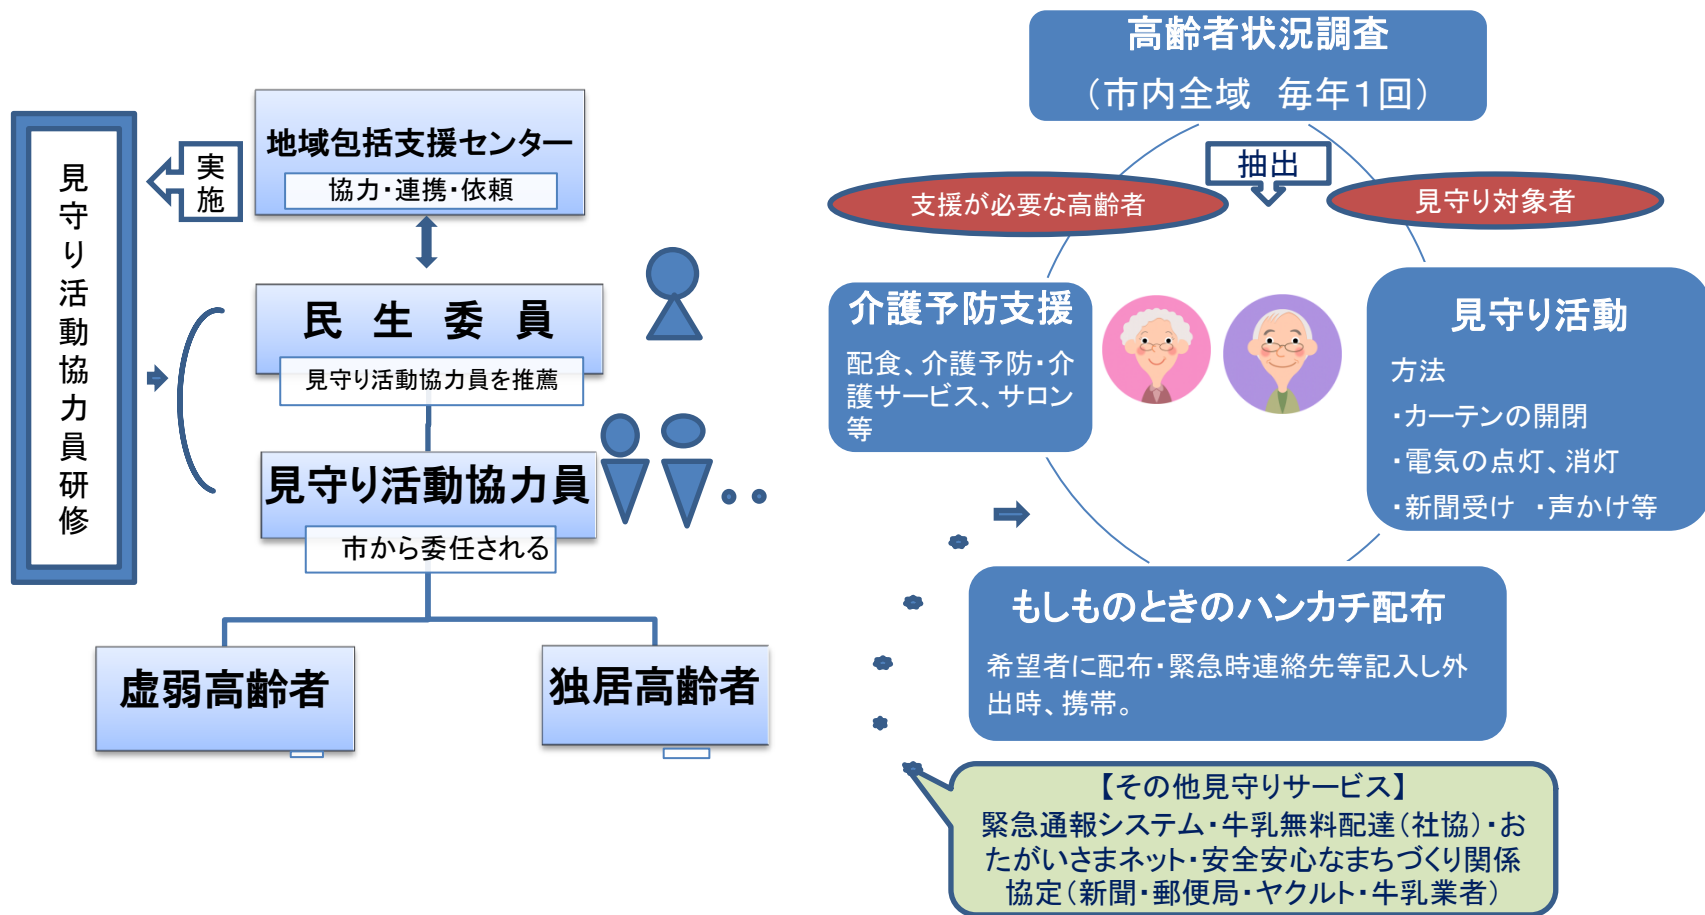 見守り活動協力員研修
実施
地域包括支援センター
協力・連携・依頼
民 生 委 員
見守り活動協力員を推薦
見守り活動協力員
市から委任される
虚弱高齢者
独居高齢者
高齢者状況調査
（市内全域　毎年１回）
抽出
支援が必要な高齢者
見守り対象者
介護予防支援
配食、介護予防・介
護サービス、サロン
等
見守り活動
方法
・カーテンの開閉
・電気の点灯、消灯
・新聞受け　・声かけ等
もしものときのハンカチ配布
希望者に配布・緊急時連絡先等記入し外
出時、携帯。
【その他見守りサービス】
緊急通報システム・牛乳無料配達（社協）・お
たがいさまネット・安全安心なまちづくり関係
協定（新聞・郵便局・ヤクルト・牛乳業者）